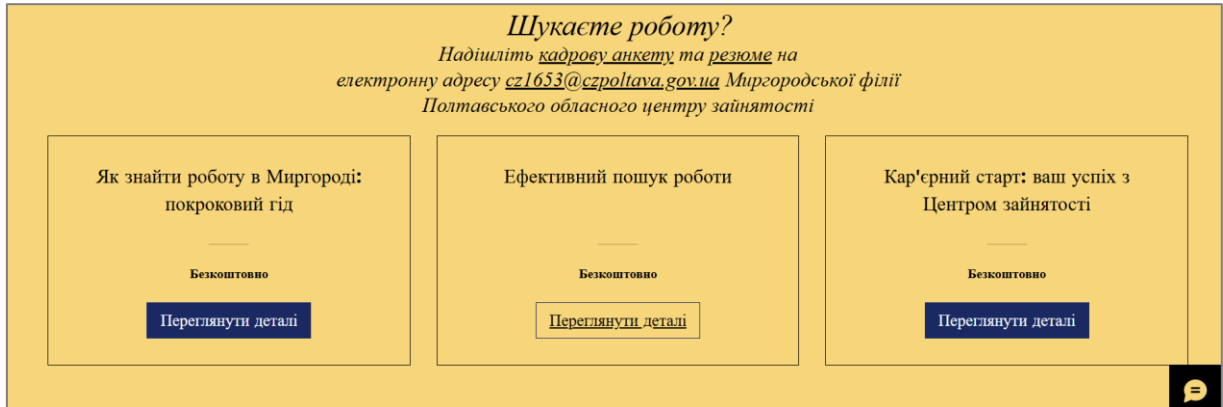 Шукаєте роботу?
Надішліть кадрову анкету та резюме на
електронну адресу cz1653@czpoltava.gov.ua Миргородської філії
Полтавського обласного центру зайнятості
Як знайти роботу в Миргороді:
покроковий гід
Безкоштовно
Переглянути деталі
Ефективний пошук роботи
Безкоштовно
Переглянути деталі
Кар'єрний старт: ваш успіх з
Центром зайнятості
Безкоштовно
Переглянути деталі